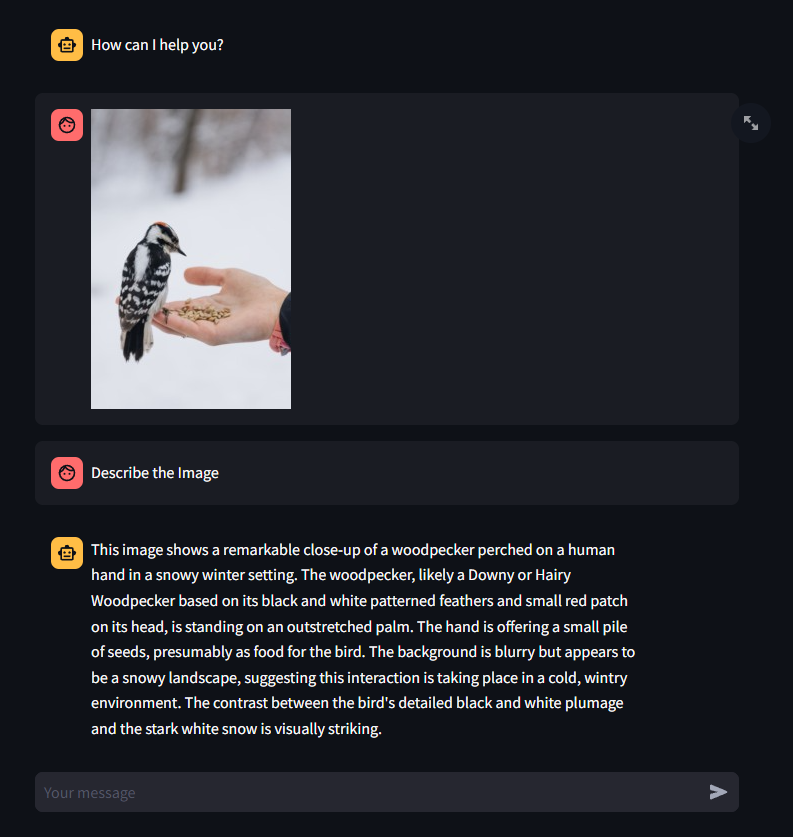 How can I help you?
Describe the Image
This image shows a remarkable close-up of a woodpecker perched on a human
hand in a snowy winter setting. The woodpecker, likely a Downy or Hairy
Woodpecker based on its black and white patterned feathers and small red patch
on its head, is standing on an outstretched palm. The hand is offering a small pile
of seeds, presumably as food for the bird. The background is blurry but appears to
be a snowy landscape, suggesting this interaction is taking place in a cold, wintry
environment. The contrast between the bird's detailed black and white plumage
and the stark white snow is visually striking.
Your message